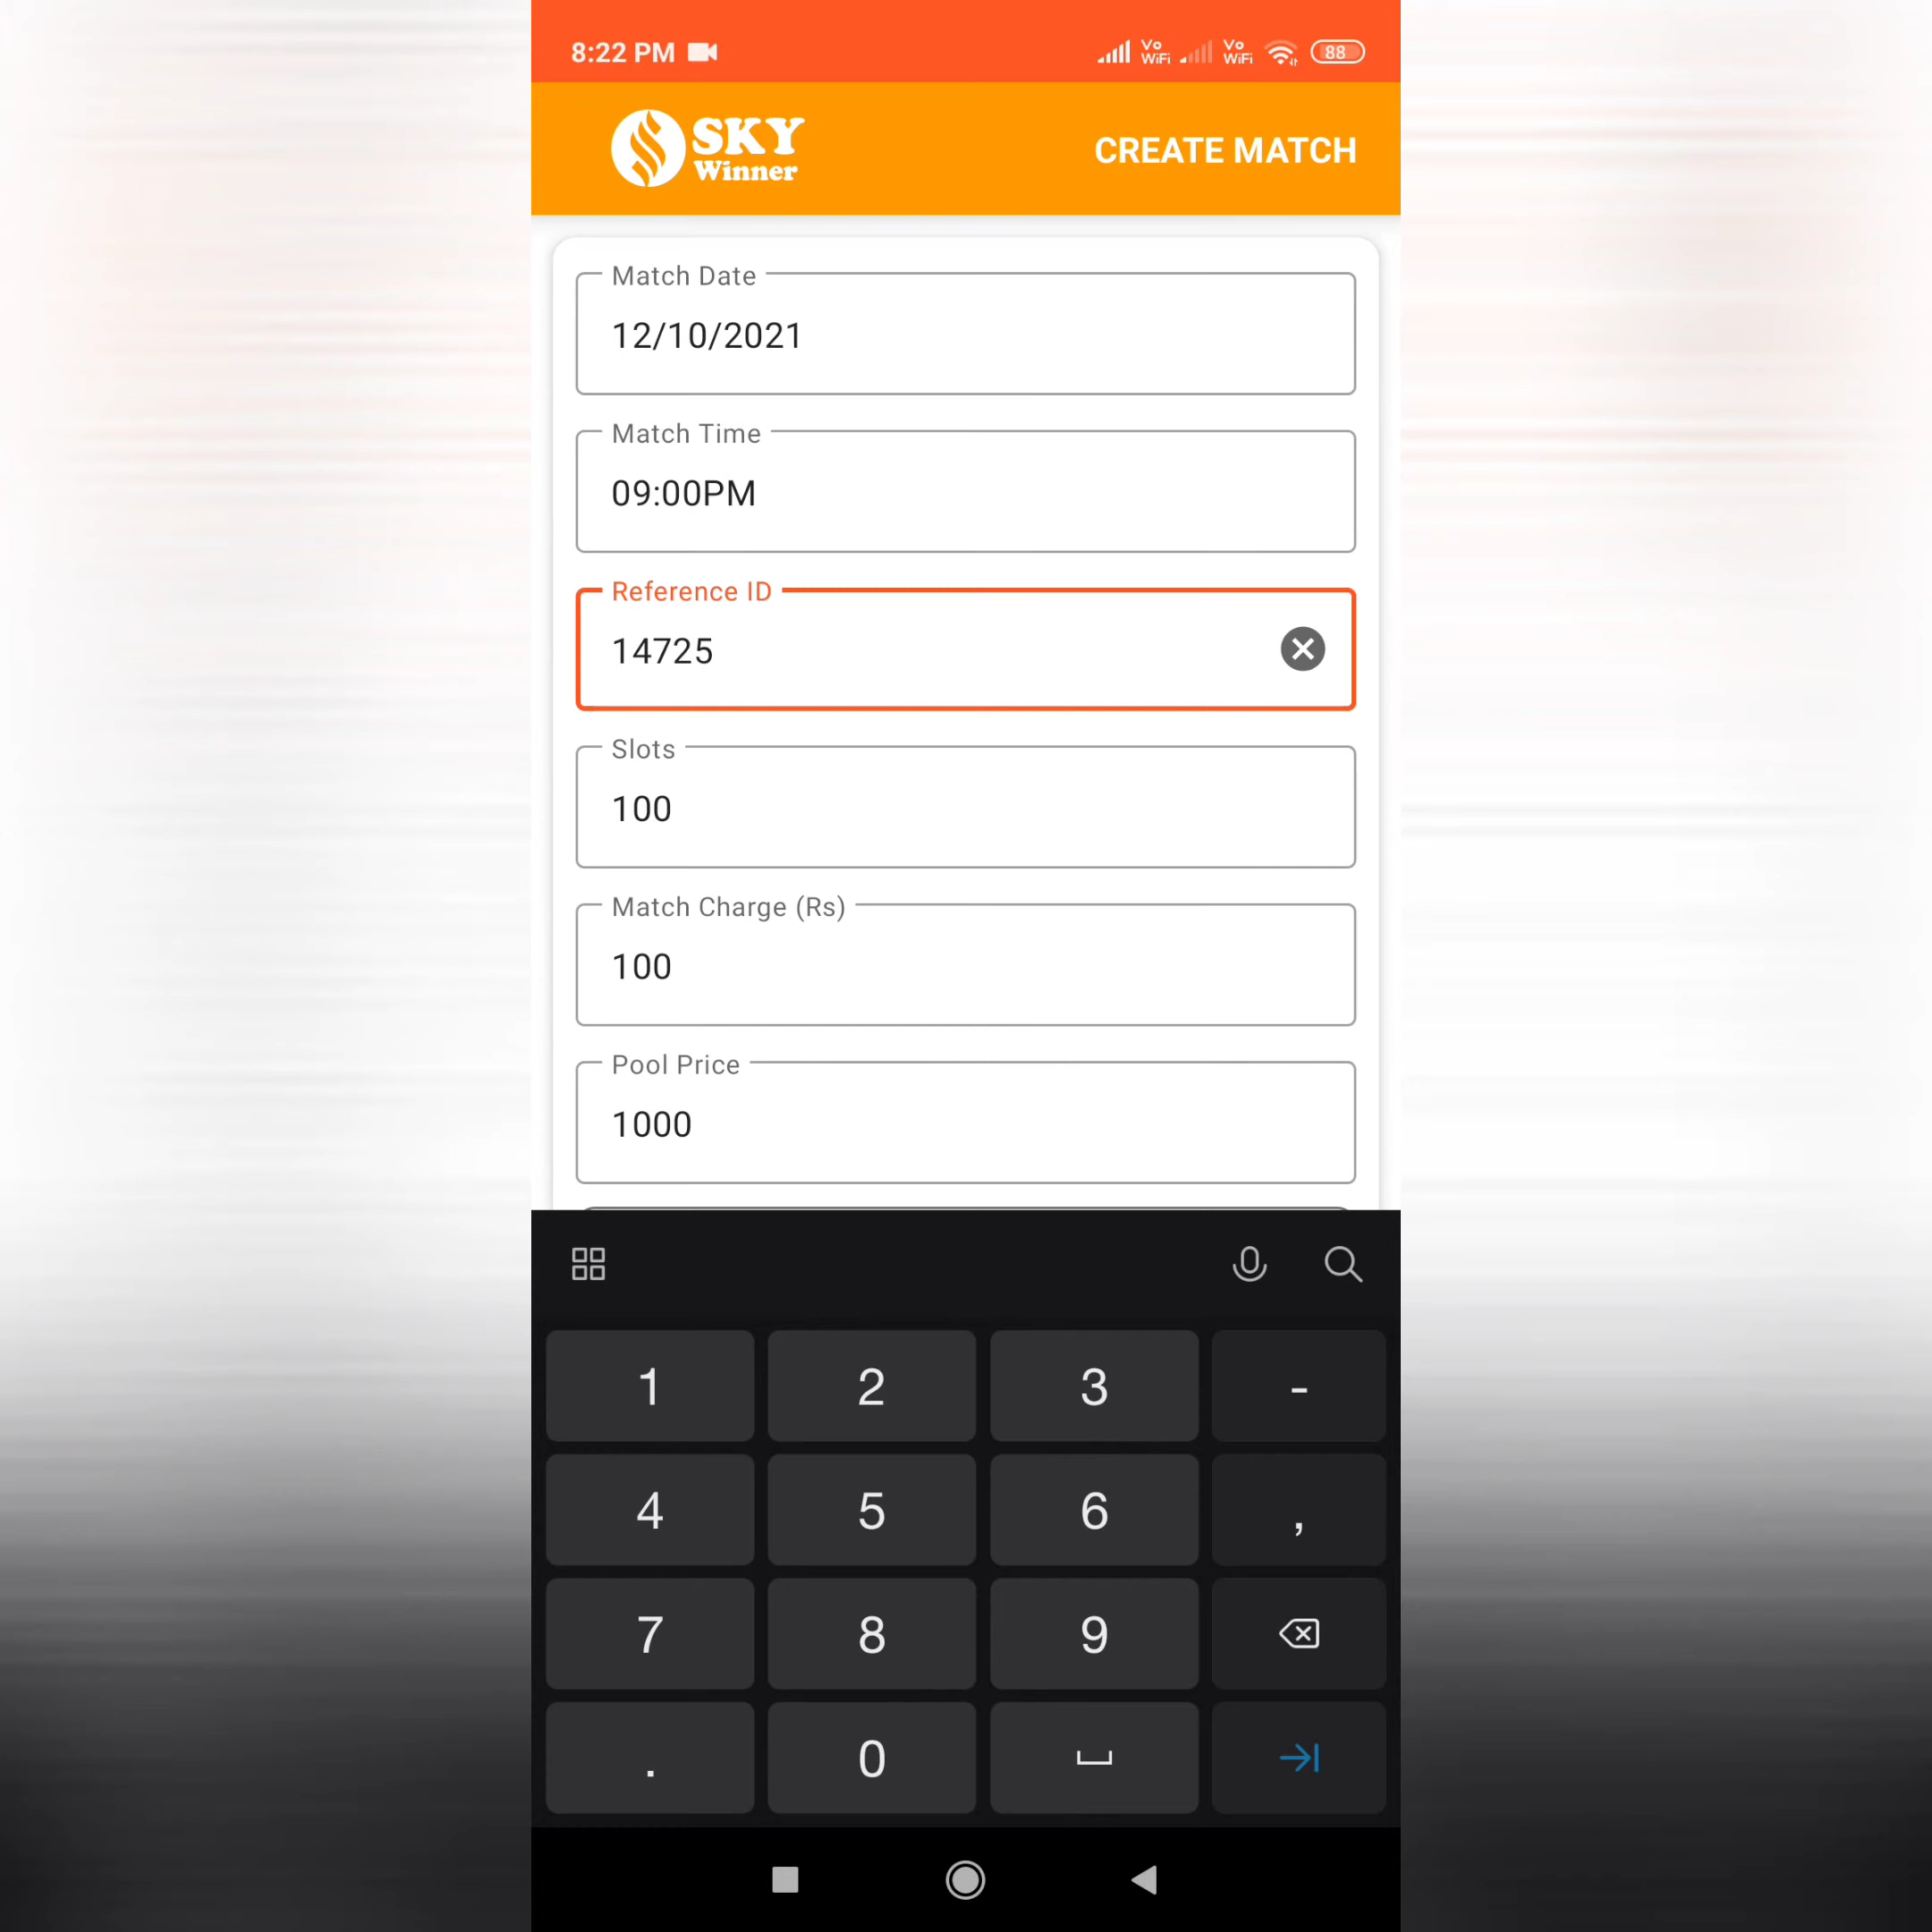 8:22 PM
Vo
WiFi
Vo
WiFi
88
SKY
Winner
CREATE MATCH
Match Date
12/10/2021
Match Time
09:00PM
Reference ID
14725
Slots
100
Match Charge (Rs)
100
Pool Price
1000
1 2 3 -
4 5 6 ,
7 8 9
. 0